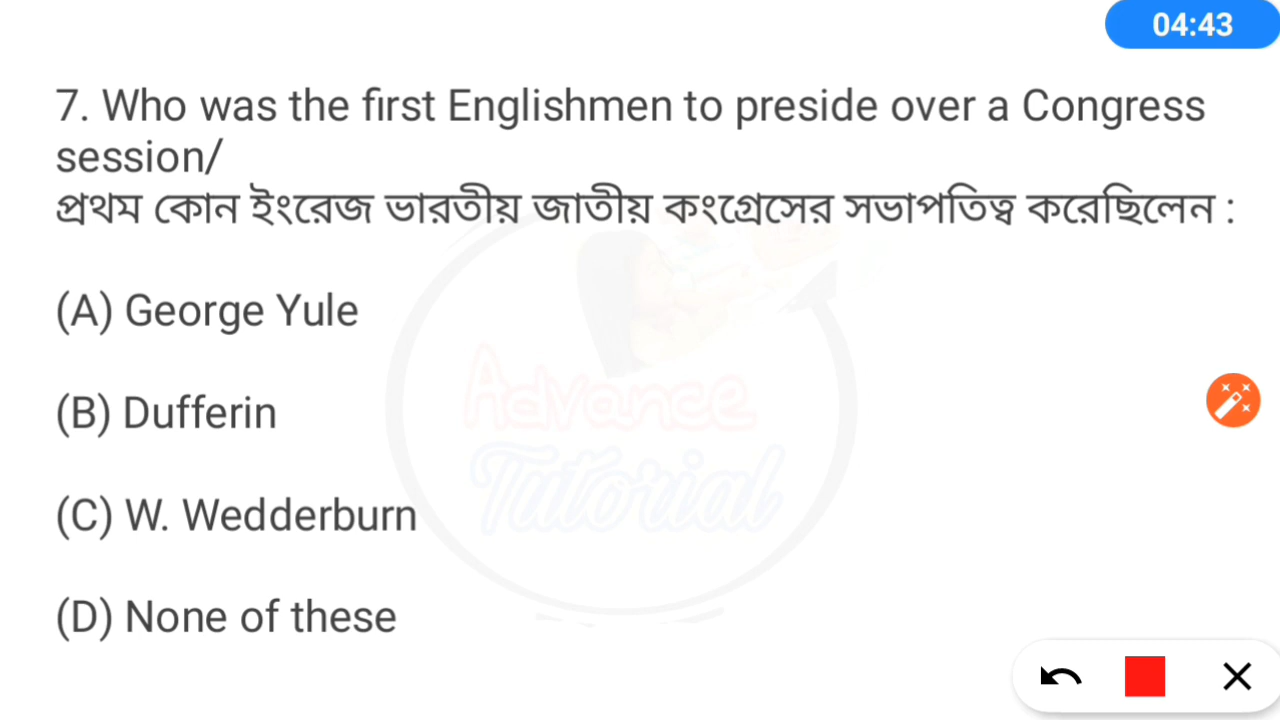 04:43
7. Who was the first Englishmen to preside over a Congress
session/
প্রথম কোন ইংরেজ ভারতীয় জাতীয় কংগ্রেসের সভাপতিত্ব করেছিলেন :
(A) George Yule
(B) Dufferin
(C) W. Wedderburn
(D) None of these
Advance
Tutorial